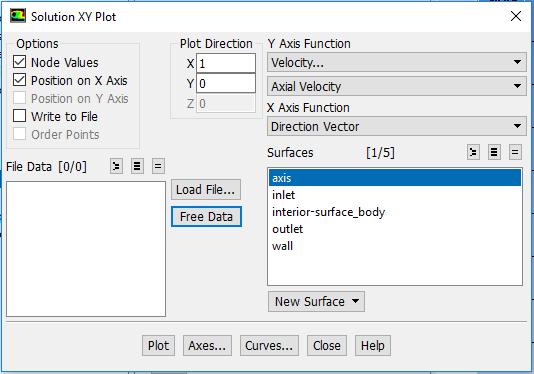 Solution XY Plot
Options
Node Values
Position on X Axis
Position on Y Axis
Write to File
Order Points
Plot Direction
X 1
Y 0
Z 0
Y Axis Function
Velocity...
Axial Velocity
X Axis Function
Direction Vector
File Data [0/0]
Load File...
Free Data
Surfaces [1/5]
axis
inlet
interior-surface_body
outlet
wall
New Surface
Plot Axes... Curves... Close Help